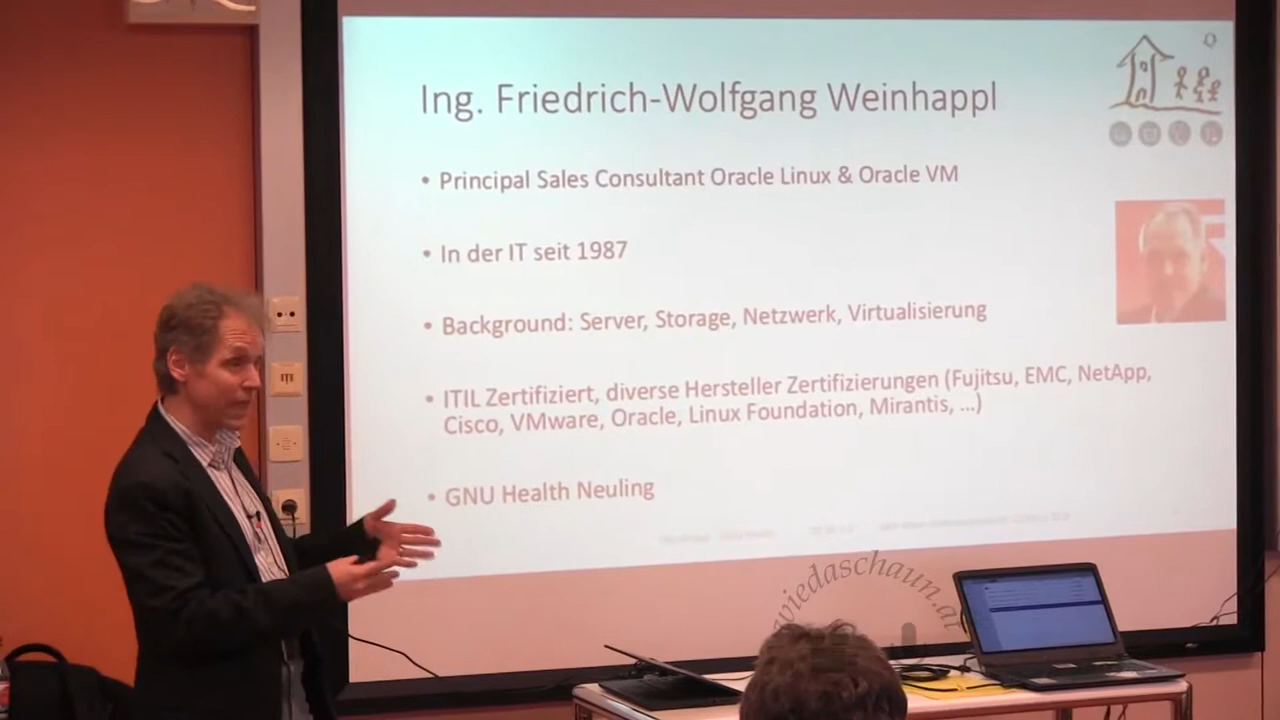 Ing. Friedrich-Wolfgang Weinhappl
• Principal Sales Consultant Oracle Linux & Oracle VM
• In der IT seit 1987
• Background: Server, Storage, Netzwerk, Virtualisierung
• ITIL Zertifiziert, diverse Hersteller Zertifizierungen (Fujitsu, EMC, NetApp,
Cisco, VMware, Oracle, Linux Foundation, Mirantis, ...)
• GNU Health Neuling
wiedaschaun.at